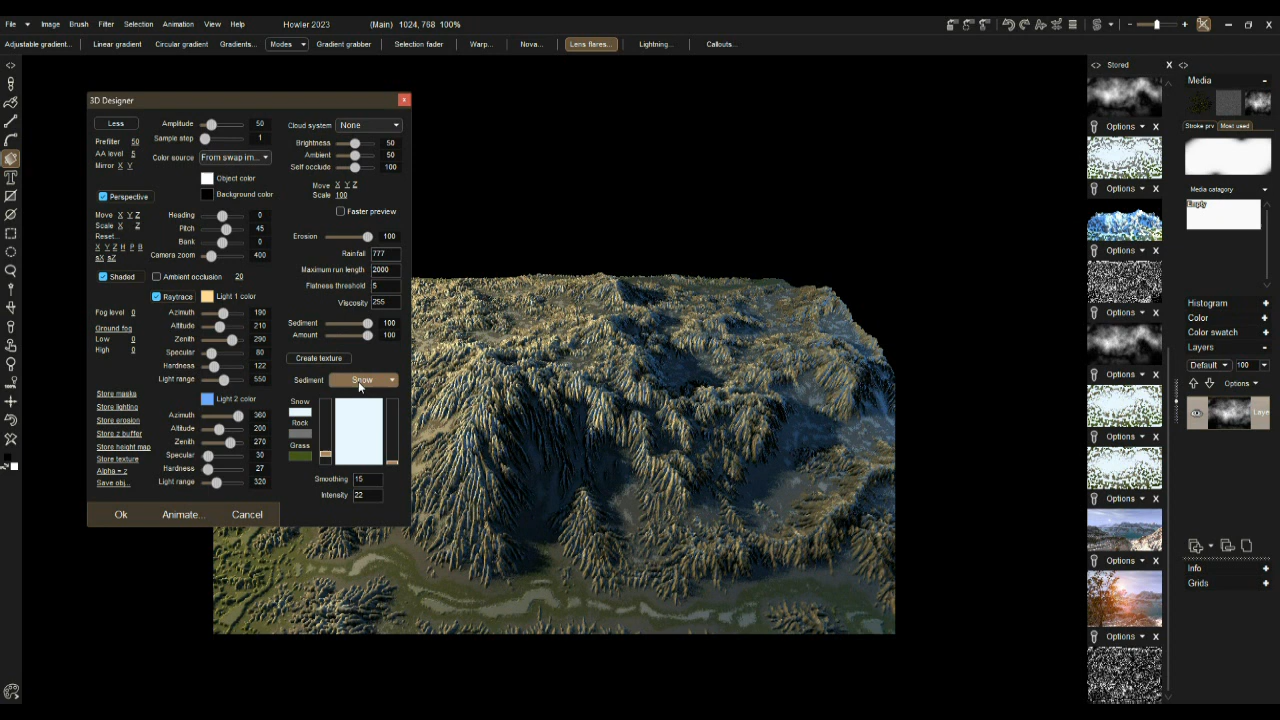 File Image Brush Filter Selection Animation View Help Howler 2023 (Main) 1024, 768 100%
Adjustable gradient... Linear gradient Circular gradient Gradients... Modes Gradient grabber Selection fader Warp... Nova... Lens flares... Lightning... Callouts...
3D Designer
Less
Amplitude 50
Sample step 1
Prefilter 50
AA level 5
Mirror X Y
Color source From swap im...
Object color
Background color
Perspective
Move X Y Z
Scale X Z
Reset...
X Y Z H P B
sX sZ
Heading 0
Pitch 45
Bank 0
Camera zoom 400
Shaded
Ambient occlusion 20
Raytrace Light 1 color
Fog level 0
Ground fog
Low 0
High 0
Azimuth 190
Altitude 210
Zenith 290
Specular 80
Hardness 122
Light range 550
Store masks
Store lighting
Store erosion
Store z buffer
Store height map
Store texture
Alpha = z
Save obj...
Light 2 color
Azimuth 360
Altitude 200
Zenith 270
Specular 30
Hardness 27
Light range 320
Ok Animate... Cancel
Cloud system None
Brightness 50
Ambient 50
Self occlude 100
Move X Y Z
Scale 100
Faster preview
Erosion 100
Rainfall 777
Maximum run length 2000
Flatness threshold 5
Viscosity 255
Sediment 100
Amount 100
Create texture
Sediment Snow
Snow
Rock
Grass
Smoothing 15
Intensity 22
Stored X
Options X
Options X
Options X
Options X
Options X
Options X
Options X
Options X
Options X
Media
Stroke prv Most used
Media catagory
Empty
Histogram
Color
Color swatch
Layers
Default 100
Options
Laye
Info
Grids